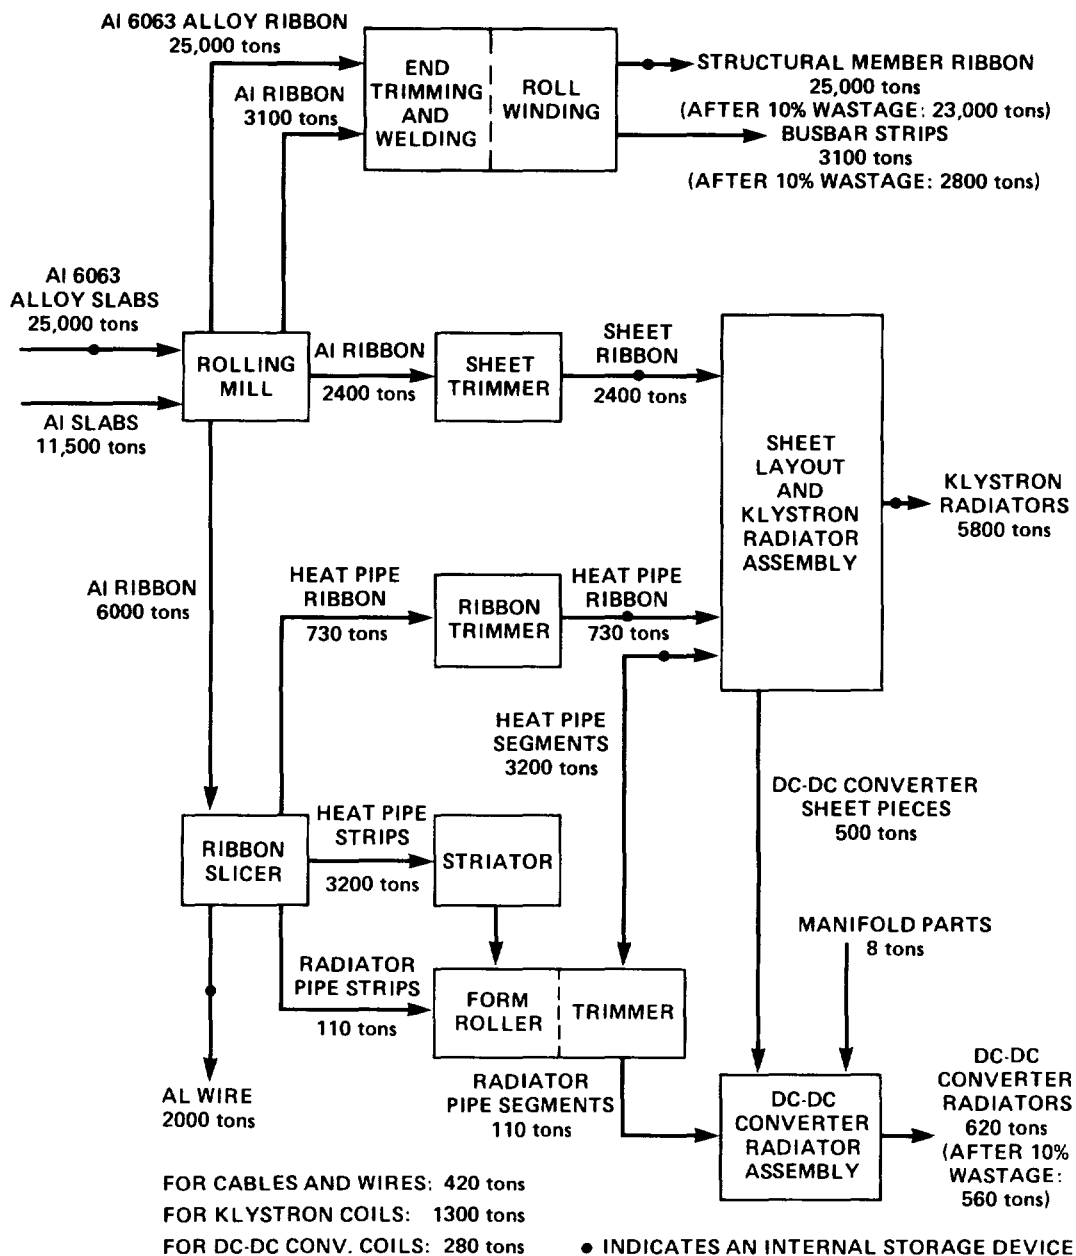 Al 6063 ALLOY RIBBON
25,000 tons
Al RIBBON
3100 tons
END
TRIMMING
AND
WELDING
ROLL
WINDING
STRUCTURAL MEMBER RIBBON
25,000 tons
(AFTER 10% WASTAGE: 23,000 tons)
BUSBAR STRIPS
3100 tons
(AFTER 10% WASTAGE: 2800 tons)
Al 6063
ALLOY SLABS
25,000 tons
Al SLABS
11,500 tons
ROLLING
MILL
Al RIBBON
2400 tons
SHEET
TRIMMER
SHEET
RIBBON
2400 tons
SHEET
LAYOUT
AND
KLYSTRON
RADIATOR
ASSEMBLY
KLYSTRON
RADIATORS
5800 tons
Al RIBBON
6000 tons
HEAT PIPE
RIBBON
730 tons
RIBBON
TRIMMER
HEAT PIPE
RIBBON
730 tons
HEAT PIPE
SEGMENTS
3200 tons
DC-DC CONVERTER
SHEET PIECES
500 tons
RIBBON
SLICER
HEAT PIPE
STRIPS
3200 tons
STRIATOR
RADIATOR
PIPE STRIPS
110 tons
FORM
ROLLER
TRIMMER
MANIFOLD PARTS
8 tons
RADIATOR
PIPE SEGMENTS
110 tons
DC-DC
CONVERTER
RADIATOR
ASSEMBLY
DC-DC
CONVERTER
RADIATORS
620 tons
(AFTER 10%
WASTAGE:
560 tons)
AL WIRE
2000 tons
FOR CABLES AND WIRES: 420 tons
FOR KLYSTRON COILS: 1300 tons
FOR DC-DC CONV. COILS: 280 tons
● INDICATES AN INTERNAL STORAGE DEVICE